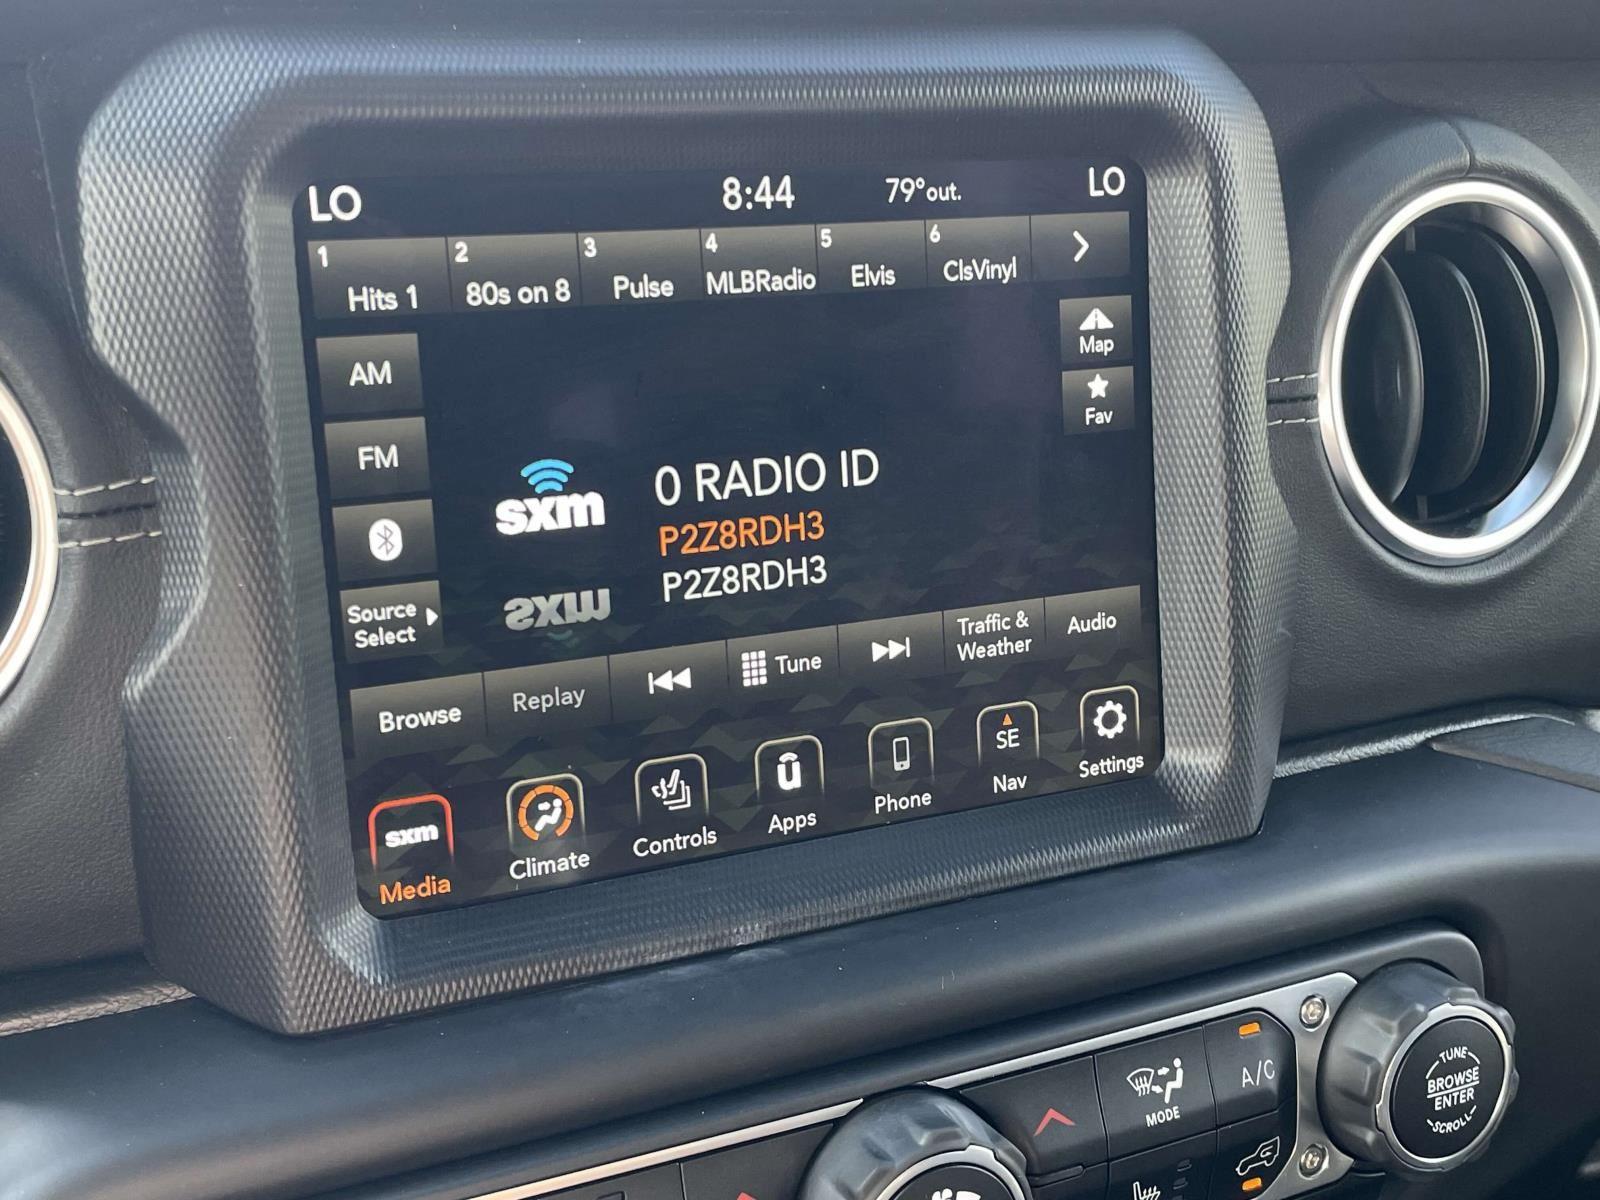 LO 8:44 79°out. LO
1 2 3 4 5 6
Hits 1 80s on 8 Pulse MLBRadio Elvis ClsVinyl
AM
Map
FM
Fav
sxm
0 RADIO ID
P2Z8RDH3
P2Z8RDH3
Source
Select
Browse Replay Tune
Traffic &
Weather
Audio
sxm
SE
Media Climate Controls Apps Phone Nav Settings
MODE
A/C
TUNE
BROWSE
ENTER
SCROLL